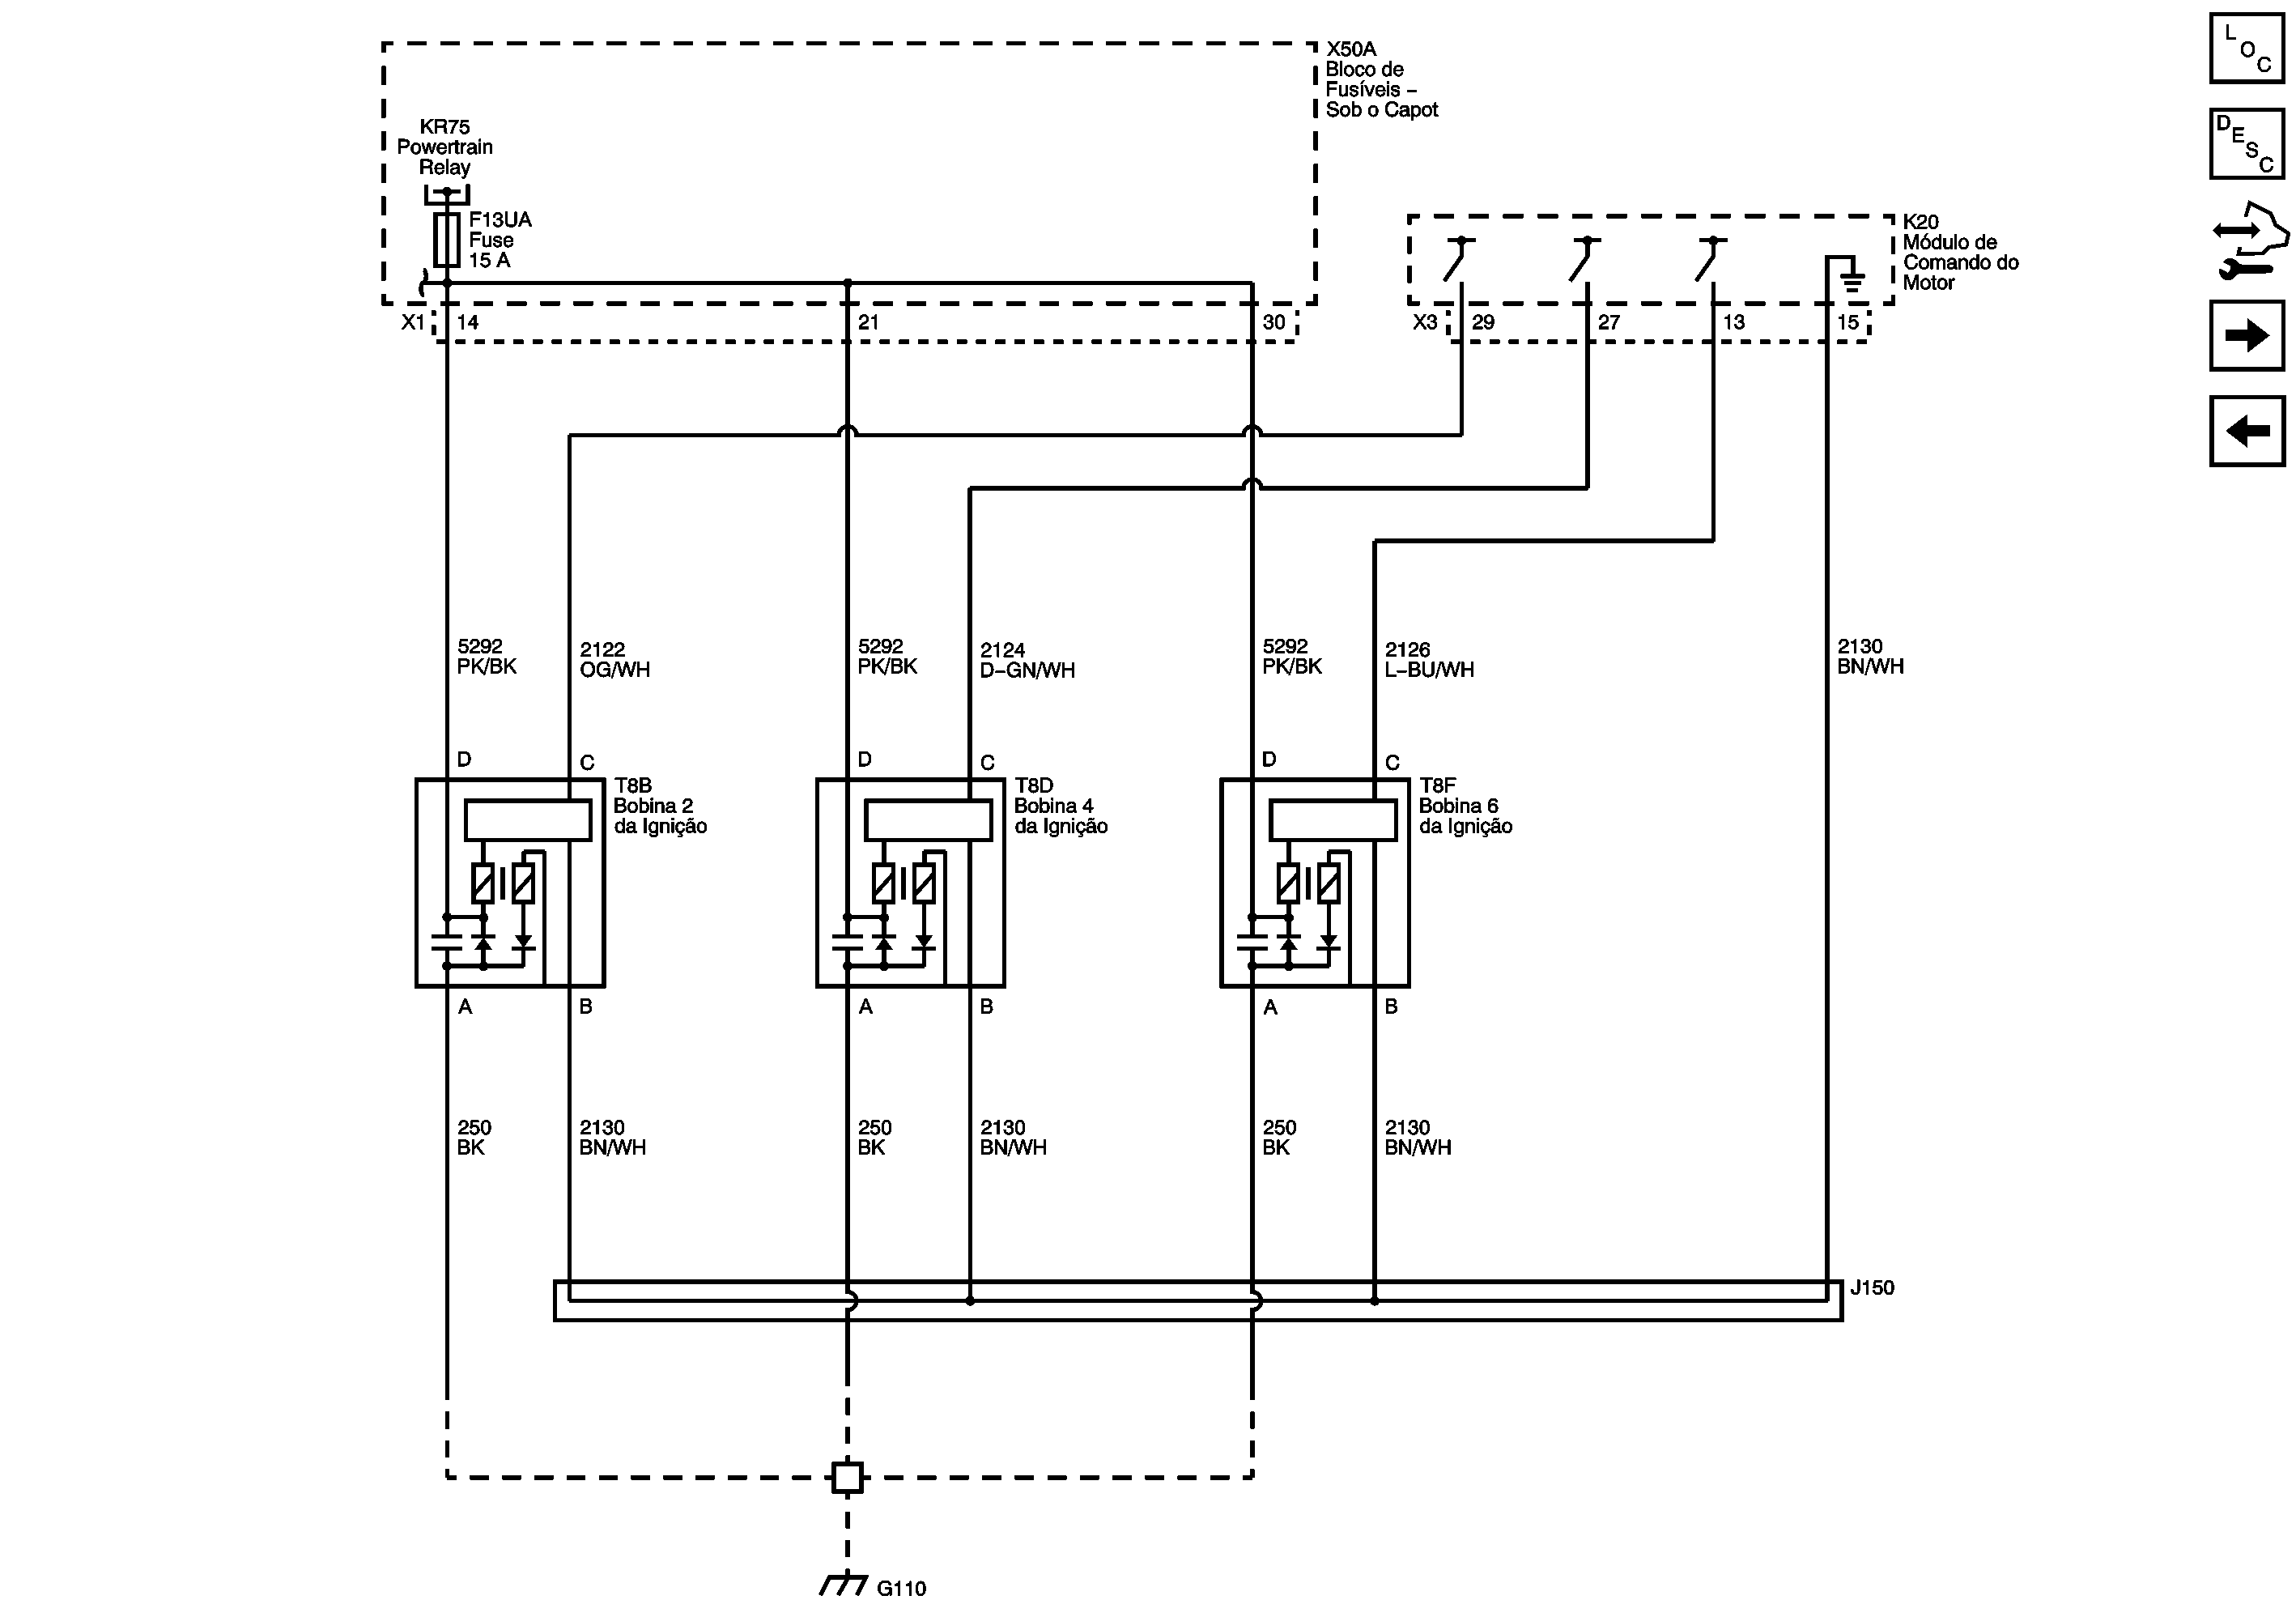 X50A
Bloco de
Fusíveis –
Sob o Capot
KR75
Powertrain
Relay
F13UA
Fuse
15 A
X1 14 21 30
K20
Módulo de
Comando do
Motor
X3 29 27 13 15
5292
PK/BK
2122
OG/WH
5292
PK/BK
2124
D–GN/WH
5292
PK/BK
2126
L–BU/WH
2130
BN/WH
D C
D C
D C
T8B
Bobina 2
da Ignição
T8D
Bobina 4
da Ignição
T8F
Bobina 6
da Ignição
A B
A B
A B
250
BK
2130
BN/WH
250
BK
2130
BN/WH
250
BK
2130
BN/WH
J150
G110
LOC
DESC